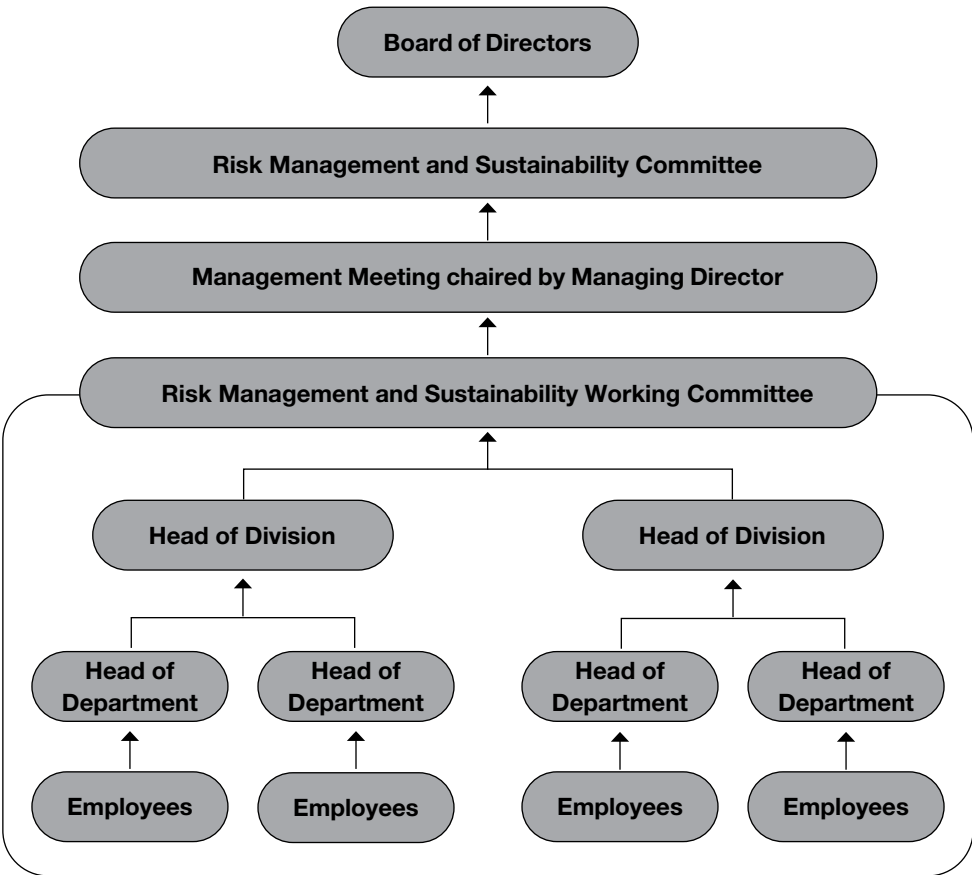 Board of Directors
Risk Management and Sustainability Committee
Management Meeting chaired by Managing Director
Risk Management and Sustainability Working Committee
Head of Division
Head of Division
Head of
Department
Head of
Department
Head of
Department
Head of
Department
Employees
Employees
Employees
Employees